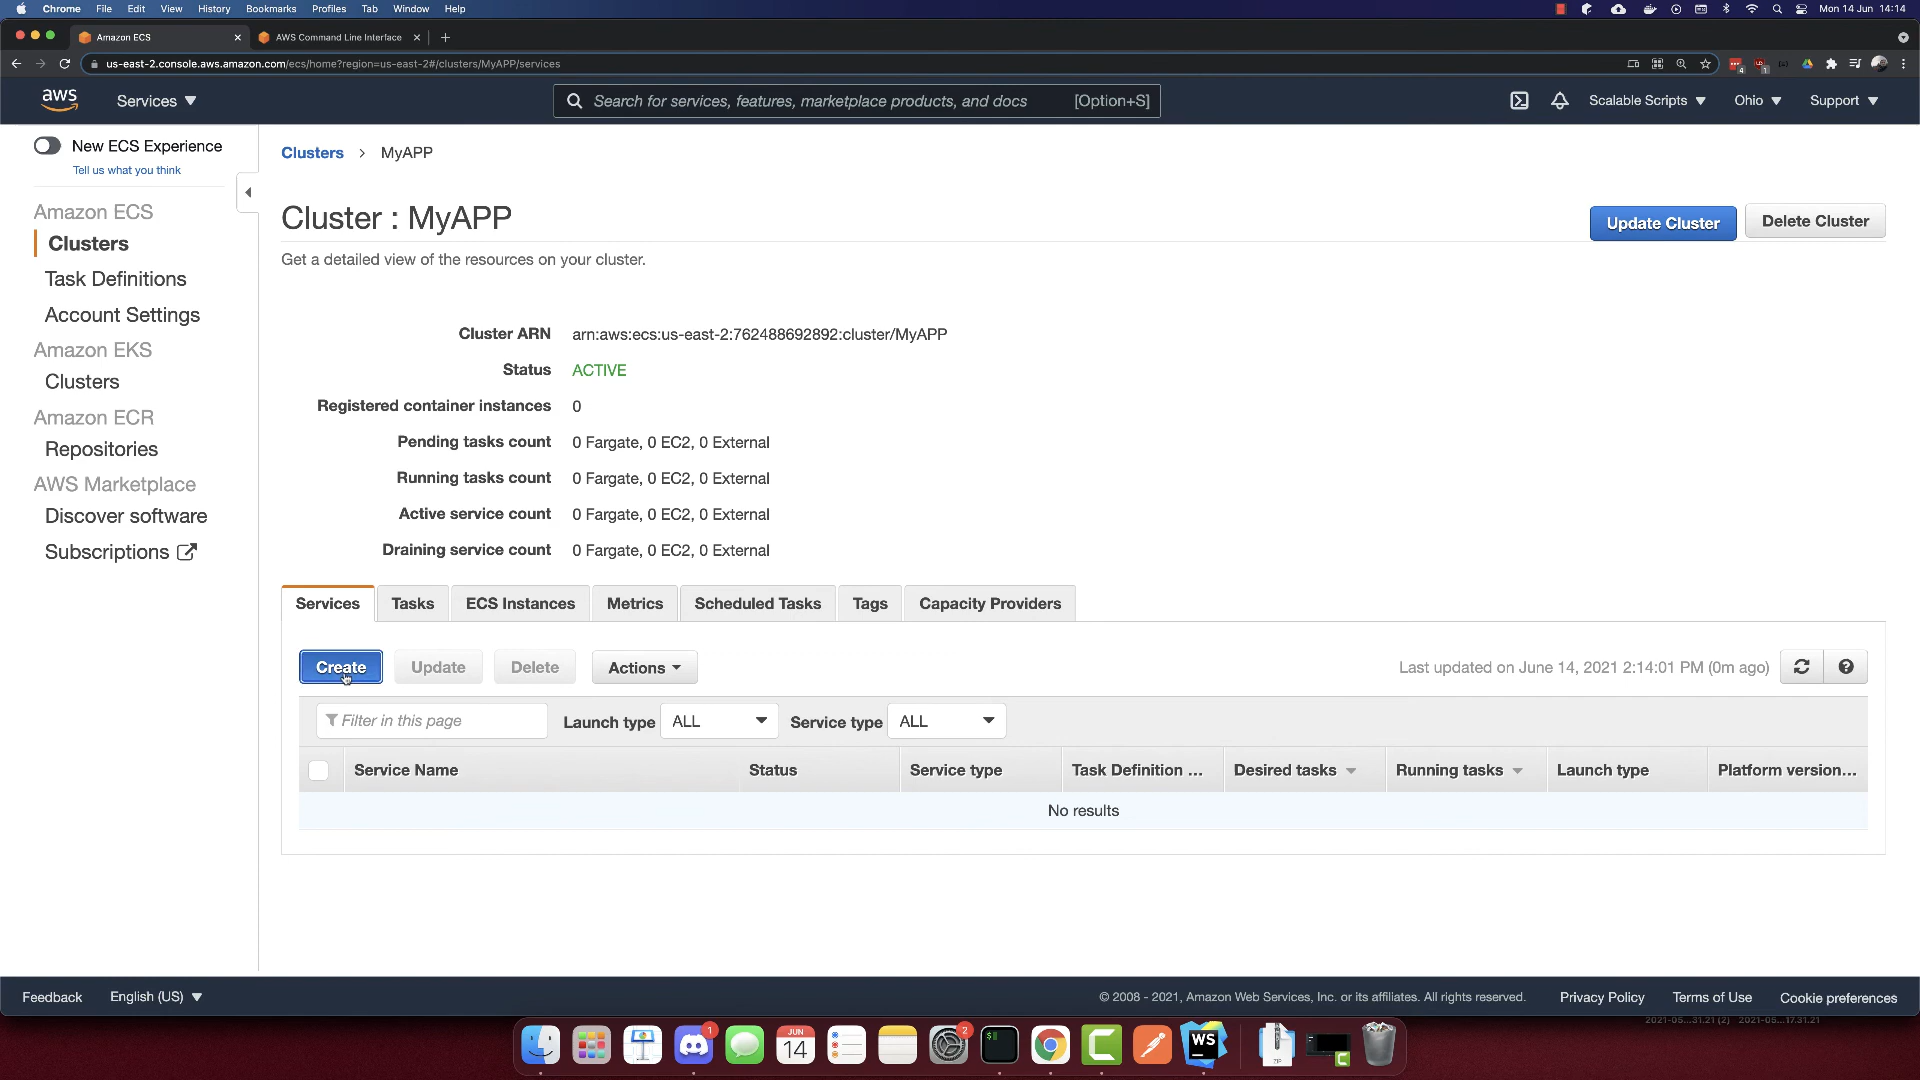 Chrome File Edit View History Bookmarks Profiles Tab Window Help Mon 14 Jun 14:14
Amazon ECS AWS Command Line Interface
us-east-2.console.aws.amazon.com/ecs/home?region=us-east-2#/clusters/MyAPP/services
aws Services Search for services, features, marketplace products, and docs [Option+S] Scalable Scripts Ohio Support
New ECS Experience
Tell us what you think
Amazon ECS
Clusters
Task Definitions
Account Settings
Amazon EKS
Clusters
Amazon ECR
Repositories
AWS Marketplace
Discover software
Subscriptions
Clusters > MyAPP
Cluster : MyAPP
Update Cluster Delete Cluster
Get a detailed view of the resources on your cluster.
Cluster ARN arn:aws:ecs:us-east-2:762488692892:cluster/MyAPP
Status ACTIVE
Registered container instances 0
Pending tasks count 0 Fargate, 0 EC2, 0 External
Running tasks count 0 Fargate, 0 EC2, 0 External
Active service count 0 Fargate, 0 EC2, 0 External
Draining service count 0 Fargate, 0 EC2, 0 External
Services Tasks ECS Instances Metrics Scheduled Tasks Tags Capacity Providers
Create Update Delete Actions Last updated on June 14, 2021 2:14:01 PM (0m ago)
Filter in this page Launch type ALL Service type ALL
Service Name Status Service type Task Definition ... Desired tasks Running tasks Launch type Platform version...
No results
Feedback English (US) © 2008 - 2021, Amazon Web Services, Inc. or its affiliates. All rights reserved. Privacy Policy Terms of Use Cookie preferences
2021-05...31.21 (2) 2021-05...17.31.21
1 JUN 14 2 WS ZIP